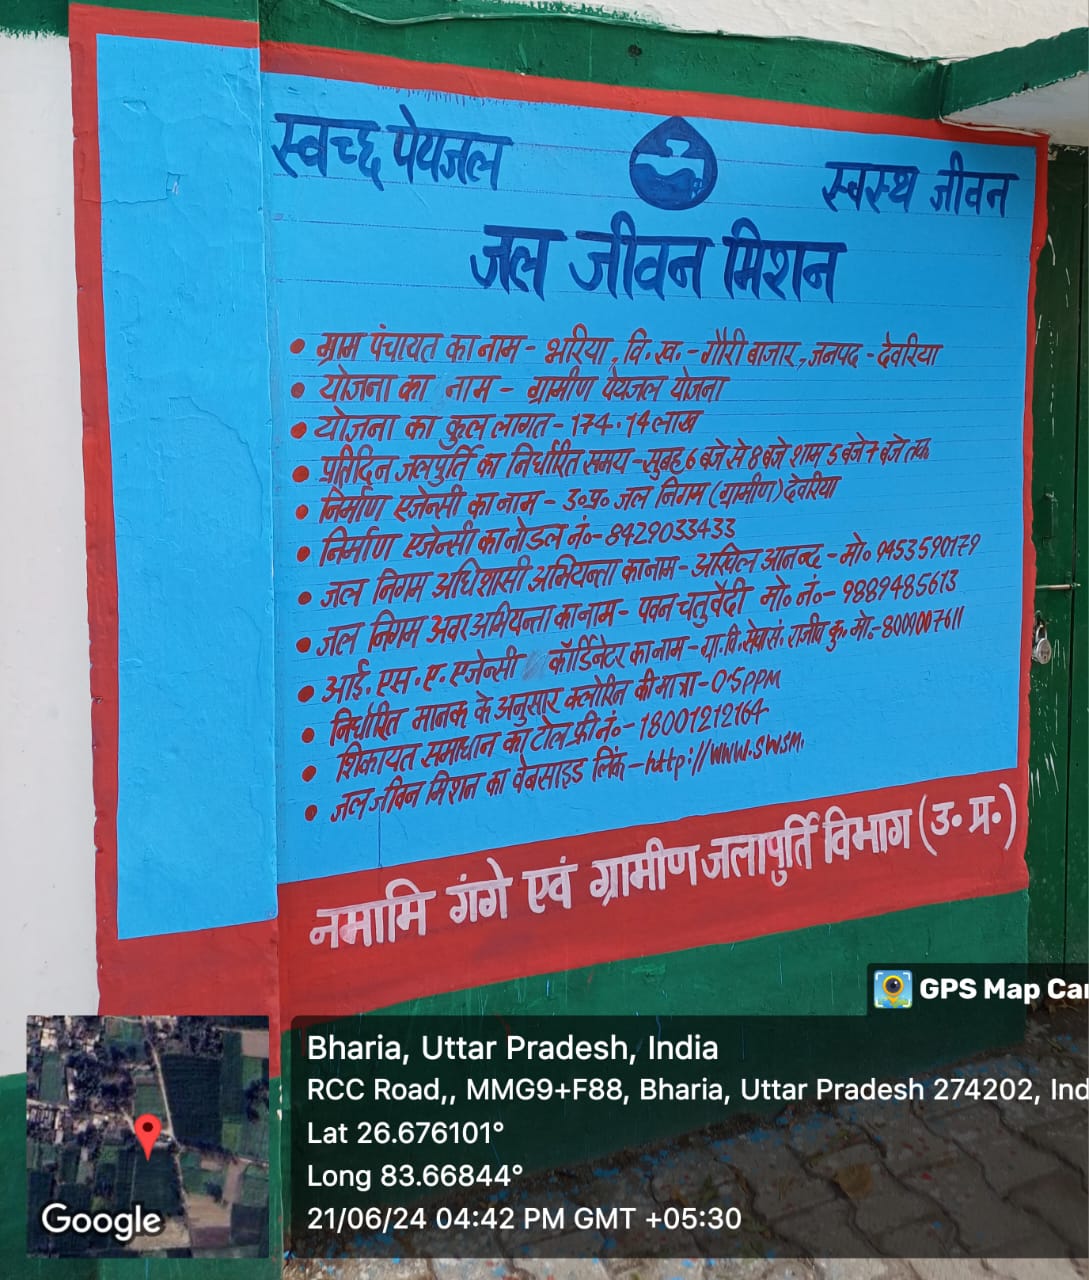 स्वच्छ पेयजल
स्वस्थ जीवन
जल जीवन मिशन
• ग्राम पंचायत का नाम - भरिया, वि.ख. - गौरी बाजार, जनपद - देवरिया
• योजना का नाम - ग्रामीण पेयजल योजना
• योजना का कुल लागत - 174.14 लाख
• प्रतिदिन जलपुर्ति का निर्धारित समय - सुबह 6 बजे से 8 बजे शाम 5 बजे 7 बजे तक
• निर्माण एजेन्सी का नाम - उ०प्र० जल निगम (ग्रामीण) देवरिया
• निर्माण एजेन्सी का नोडल नं०- 8429033433
• जल निगम अधिशासी अभियन्ता का नाम - अखिल आनन्द - मो० 9453590179
• जल निगम अवर अभियन्ता का नाम - पवन चतुर्वेदी मो० नं०- 9889485613
• आई.एस.ए. एजेन्सी कॉर्डिनेटर का नाम - ग्रा.वि.सेवा सं. राजीव कु. मो.- 8009007611
• निर्धारित मानक के अनुसार क्लोरिन की मात्रा - 0.5 PPM
• शिकायत समाधान का टोल फ्री नं०- 18001212164
• जल जीवन मिशन का वेबसाइड लिंक - http://www.swsm.
नमामि गंगे एवं ग्रामीण जलापुर्ति विभाग (उ० प्र०)
GPS Map Ca
Bharia, Uttar Pradesh, India
RCC Road,, MMG9+F88, Bharia, Uttar Pradesh 274202, Ind
Lat 26.676101°
Long 83.66844°
21/06/24 04:42 PM GMT +05:30
Google